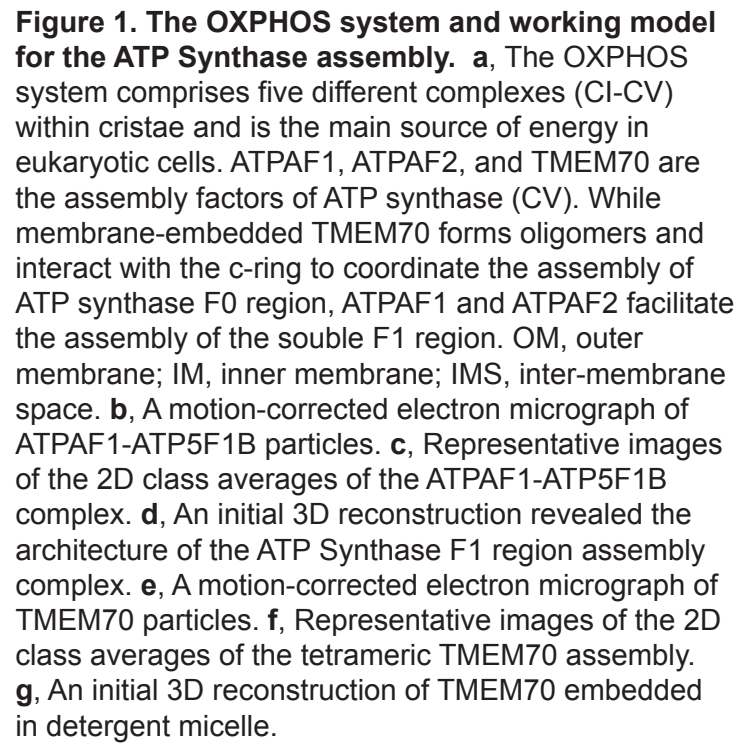 Figure 1. The OXPHOS system and working model
for the ATP Synthase assembly. a, The OXPHOS
system comprises five different complexes (CI-CV)
within cristae and is the main source of energy in
eukaryotic cells. ATPAF1, ATPAF2, and TMEM70 are
the assembly factors of ATP synthase (CV). While
membrane-embedded TMEM70 forms oligomers and
interact with the c-ring to coordinate the assembly of
ATP synthase F0 region, ATPAF1 and ATPAF2 facilitate
the assembly of the souble F1 region. OM, outer
membrane; IM, inner membrane; IMS, inter-membrane
space. b, A motion-corrected electron micrograph of
ATPAF1-ATP5F1B particles. c, Representative images
of the 2D class averages of the ATPAF1-ATP5F1B
complex. d, An initial 3D reconstruction revealed the
architecture of the ATP Synthase F1 region assembly
complex. e, A motion-corrected electron micrograph of
TMEM70 particles. f, Representative images of the 2D
class averages of the tetrameric TMEM70 assembly.
g, An initial 3D reconstruction of TMEM70 embedded
in detergent micelle.